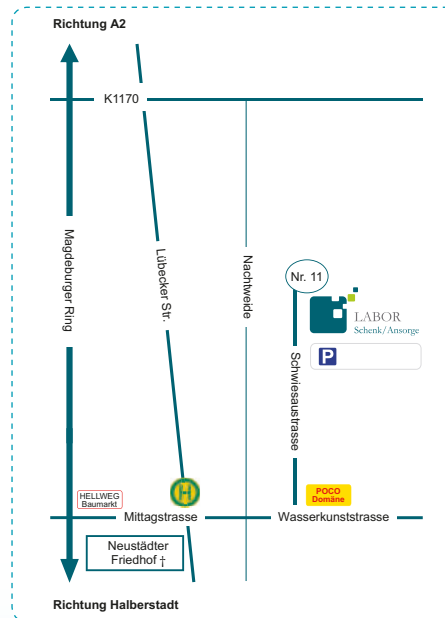 Richtung A2
K1170
Magdeburger Ring
Lübecker Str.
Nachtweide
Nr. 11
LABOR
Schenk/Ansorge
P
Schwiesaustrasse
HELLWEG
Baumarkt
H
POCO
Domäne
Mittagstrasse
Wasserkunststrasse
Neustädter
Friedhof †
Richtung Halberstadt